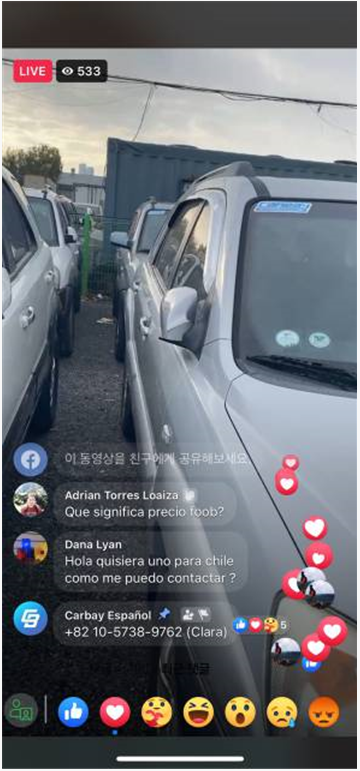 LIVE
533
이 동영상을 친구에게 공유해보세요.
Adrian Torres Loaiza
Que significa precio foob?
Dana Lyan
Hola quisiera uno para chile
como me puedo contactar ?
Carbay Español
+82 10-5738-9762 (Clara)
5